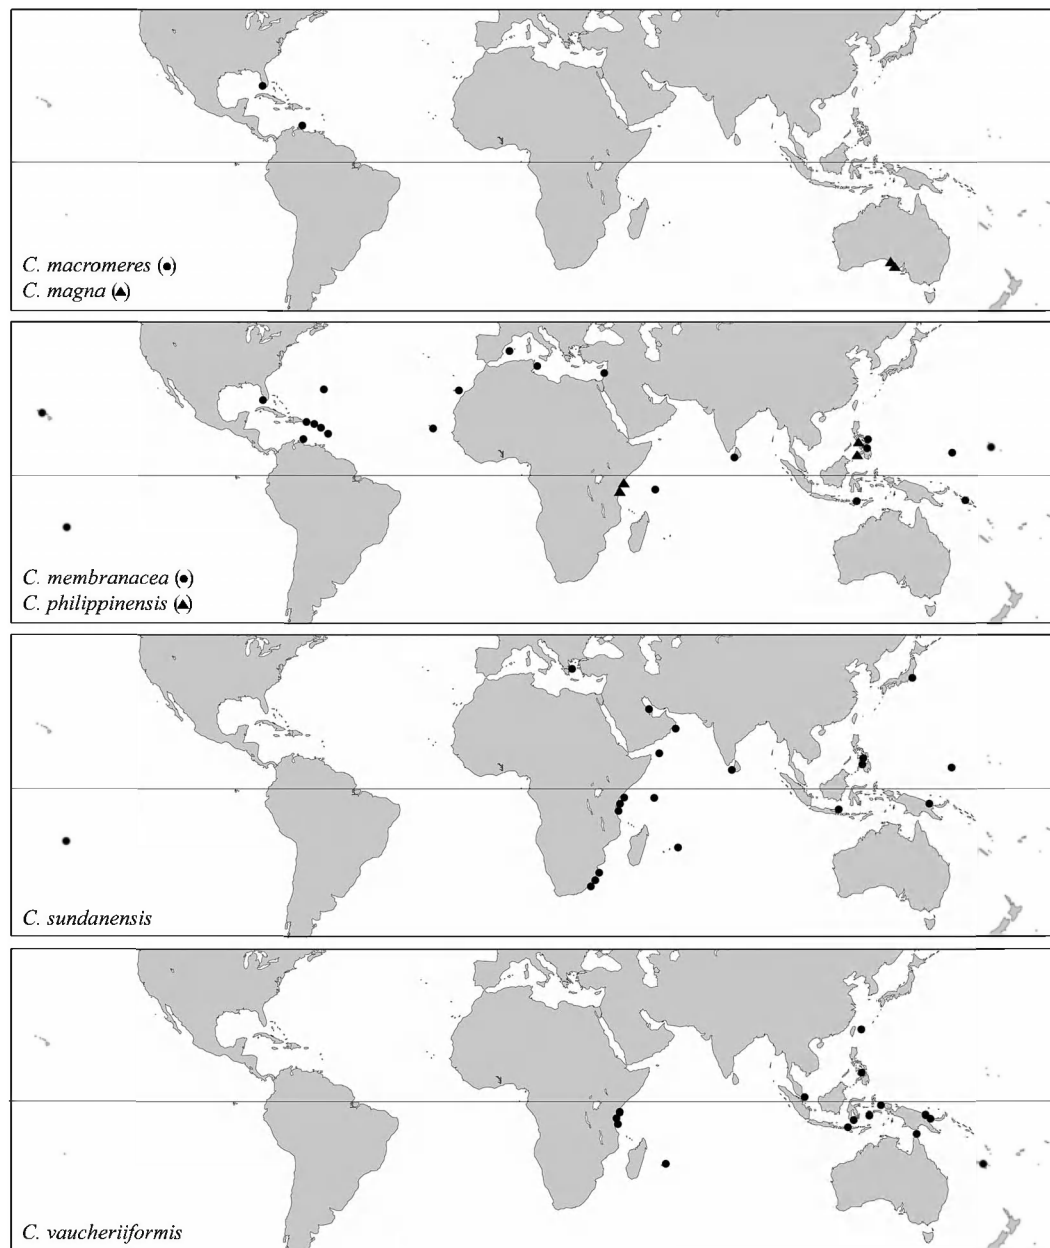 C. macromeres (●)
C. magna (▲)
C. membranacea (●)
C. philippinensis (▲)
C. sundanensis
C. vaucheriiformis